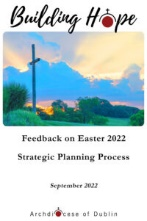 Building Hope
Feedback on Easter 2022
Strategic Planning Process
September 2022
Archdiocese of Dublin